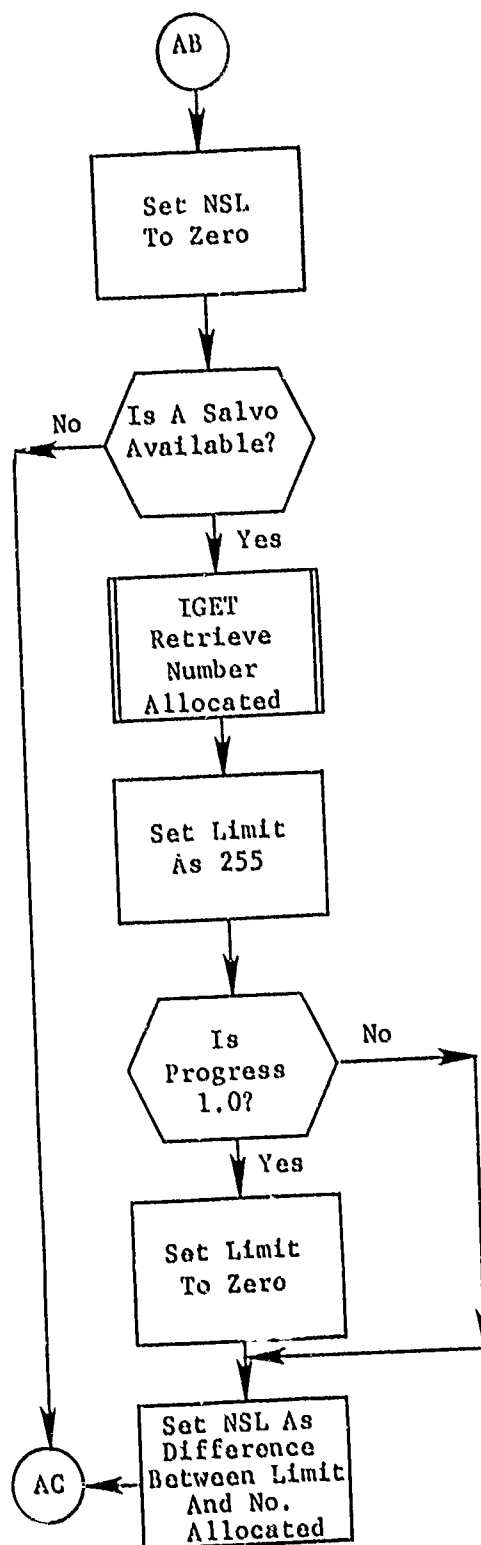 AB
Set NSL
To Zero
Is A Salvo
Available?
No
Yes
IGET
Retrieve
Number
Allocated
Set Limit
As 255
Is
Progress
1.0?
No
Yes
Set Limit
To Zero
Set NSL As
Difference
Between Limit
And No.
Allocated
AC